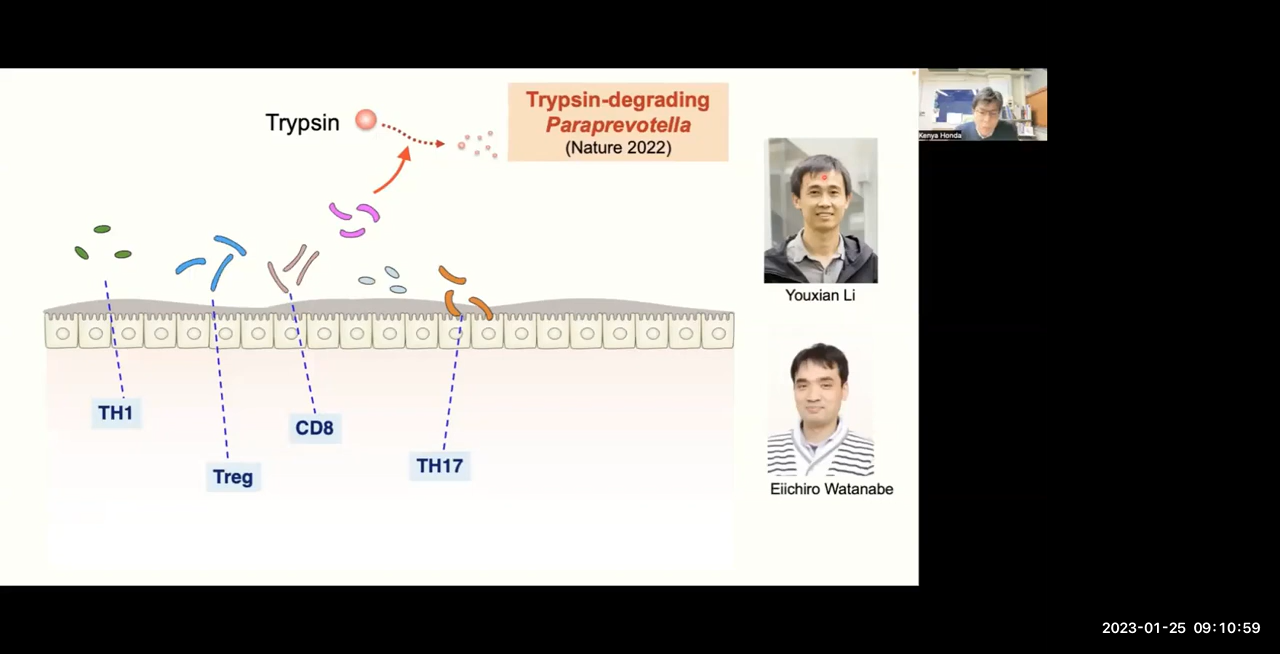 Trypsin
Trypsin-degrading
Paraprevotella
(Nature 2022)
Kenya Honda
Youxian Li
TH1
CD8
TH17
Treg
Eiichiro Watanabe
2023-01-25 09:10:59